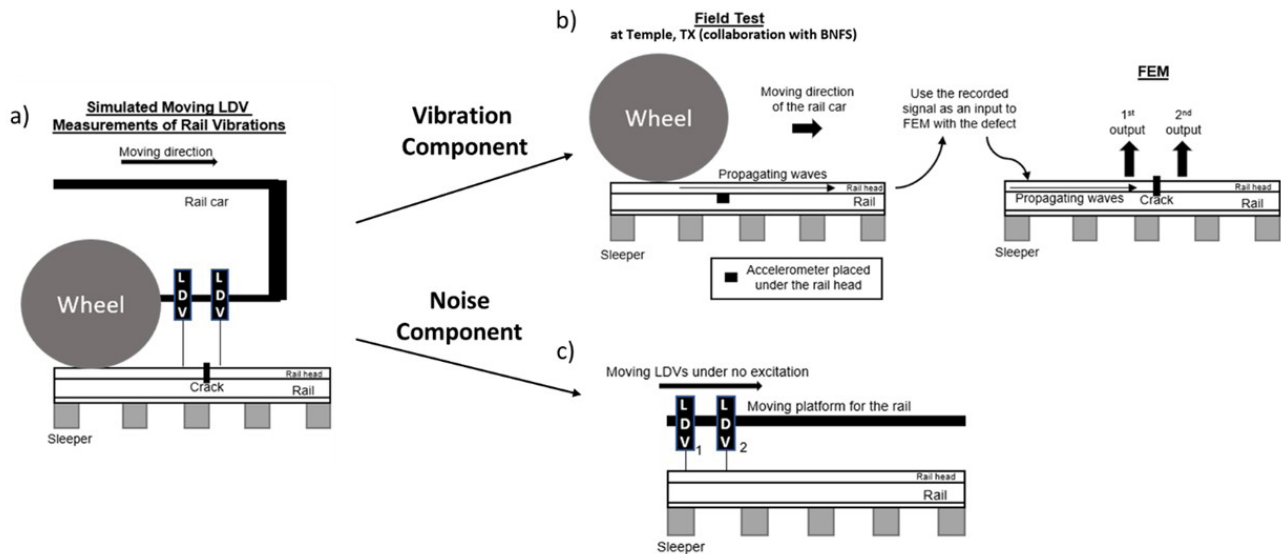 a)
Simulated Moving LDV
Measurements of Rail Vibrations
Moving direction
Rail car
Wheel
LDV
LDV
Crack
Rail head
Rail
Sleeper
Vibration
Component
Noise
Component
b)
Field Test
at Temple, TX (collaboration with BNFS)
Wheel
Moving direction
of the rail car
Propagating waves
Rail head
Rail
Sleeper
Accelerometer placed
under the rail head
Use the recorded
signal as an input to
FEM with the defect
FEM
1st
output
2nd
output
Propagating waves
Crack
Rail head
Rail
Sleeper
c)
Moving LDVs under no excitation
LDV
1
LDV
2
Moving platform for the rail
Rail head
Rail
Sleeper